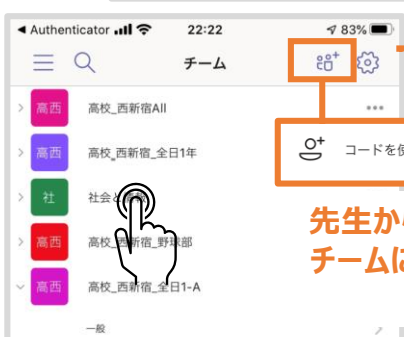 ◀ Authenticator 22:22 83%
チーム
高西 高校_西新宿All
高西 高校_西新宿_全日1年
社 社会と
高西 高校_西新宿_野球部
高西 高校_西新宿_全日1-A
一般
コードを使
先生から
チームに